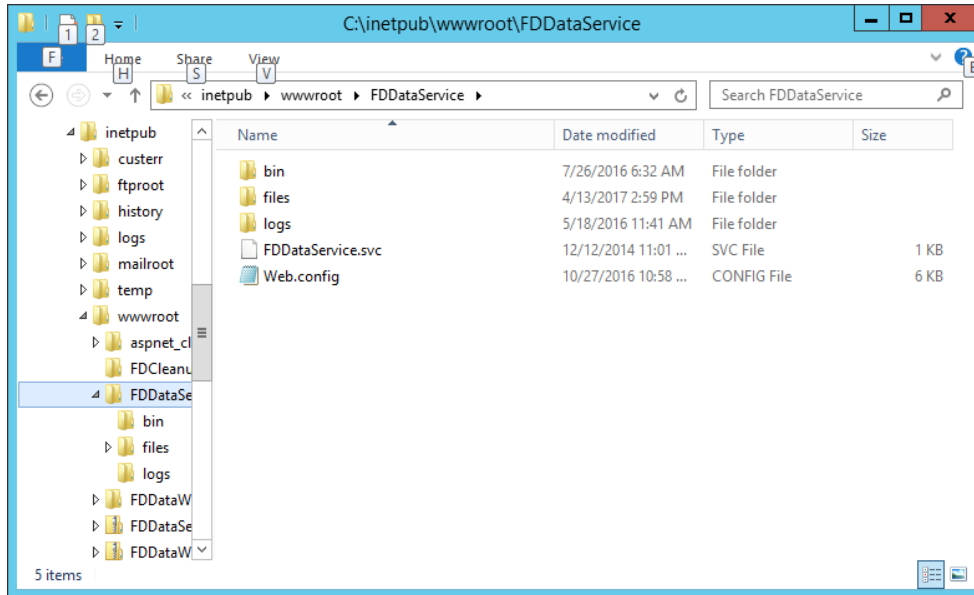 C:\inetpub\wwwroot\FDDataService
1 2
F Home Share View
H S V E
« inetpub wwwroot FDDataService Search FDDataService
Name Date modified Type Size
inetpub
custerr
ftproot
history
logs
mailroot
temp
wwwroot
aspnet_cl
FDCleanu
FDDataSe
bin
files
logs
FDDataW
FDDataSe
FDDataW
bin 7/26/2016 6:32 AM File folder
files 4/13/2017 2:59 PM File folder
logs 5/18/2016 11:41 AM File folder
FDDataService.svc 12/12/2014 11:01 ... SVC File 1 KB
Web.config 10/27/2016 10:58 ... CONFIG File 6 KB
5 items